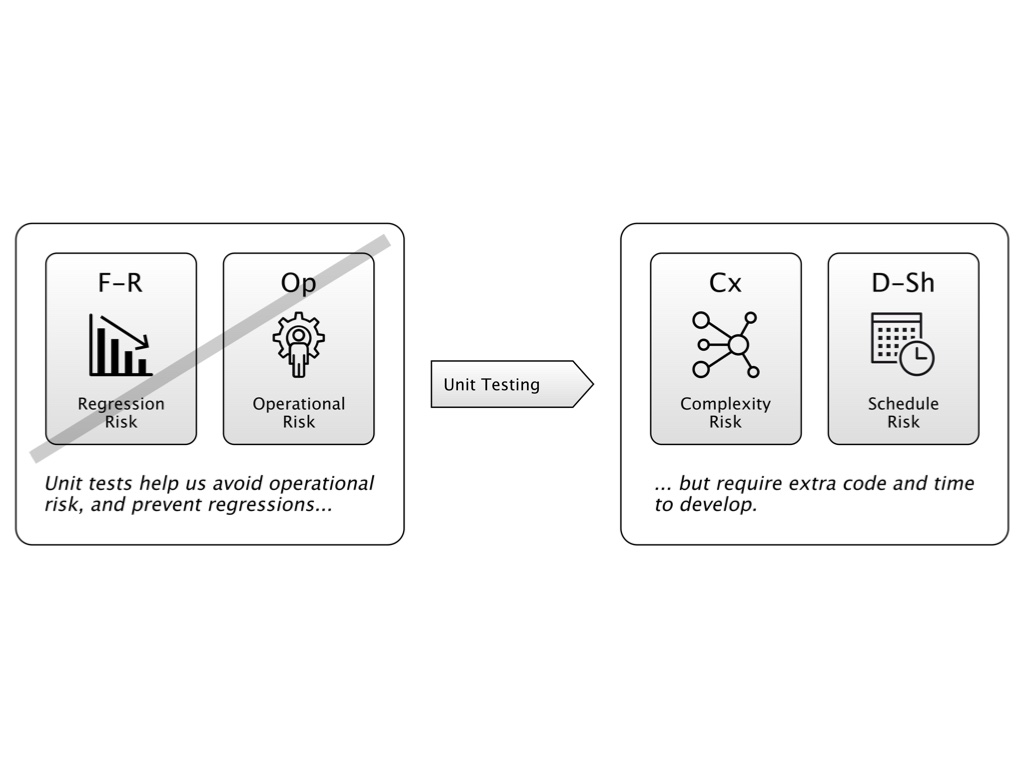 F-R
Regression
Risk
Op
Operational
Risk
Unit tests help us avoid operational
risk, and prevent regressions...
Unit Testing
Cx
Complexity
Risk
D-Sh
Schedule
Risk
... but require extra code and time
to develop.